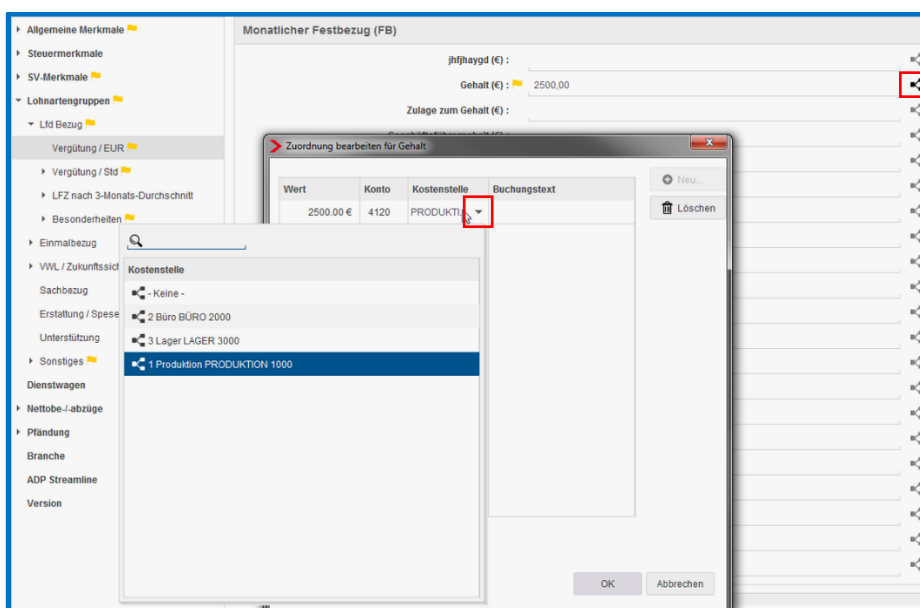 Allgemeine Merkmale
Steuermerkmale
SV-Merkmale
Lohnartengruppen
Lfd Bezug
Vergütung / EUR
Vergütung / Std
LFZ nach 3-Monats-Durchschnitt
Besonderheiten
Einmalbezug
VWL / Zukunftssich
Sachbezug
Erstattung / Spese
Unterstützung
Sonstiges
Dienstwagen
Nettobe-/-abzüge
Pfändung
Branche
ADP Streamline
Version
Monatlicher Festbezug (FB)
jhfjhaygd (€) :
Gehalt (€) : 2500,00
Zulage zum Gehalt (€) :
Zuordnung bearbeiten für Gehalt
Wert Konto Kostenstelle Buchungstext
2500.00 € 4120 PRODUKTI
Neu...
Löschen
Kostenstelle
- Keine -
2 Büro BÜRO 2000
3 Lager LAGER 3000
1 Produktion PRODUKTION 1000
OK Abbrechen